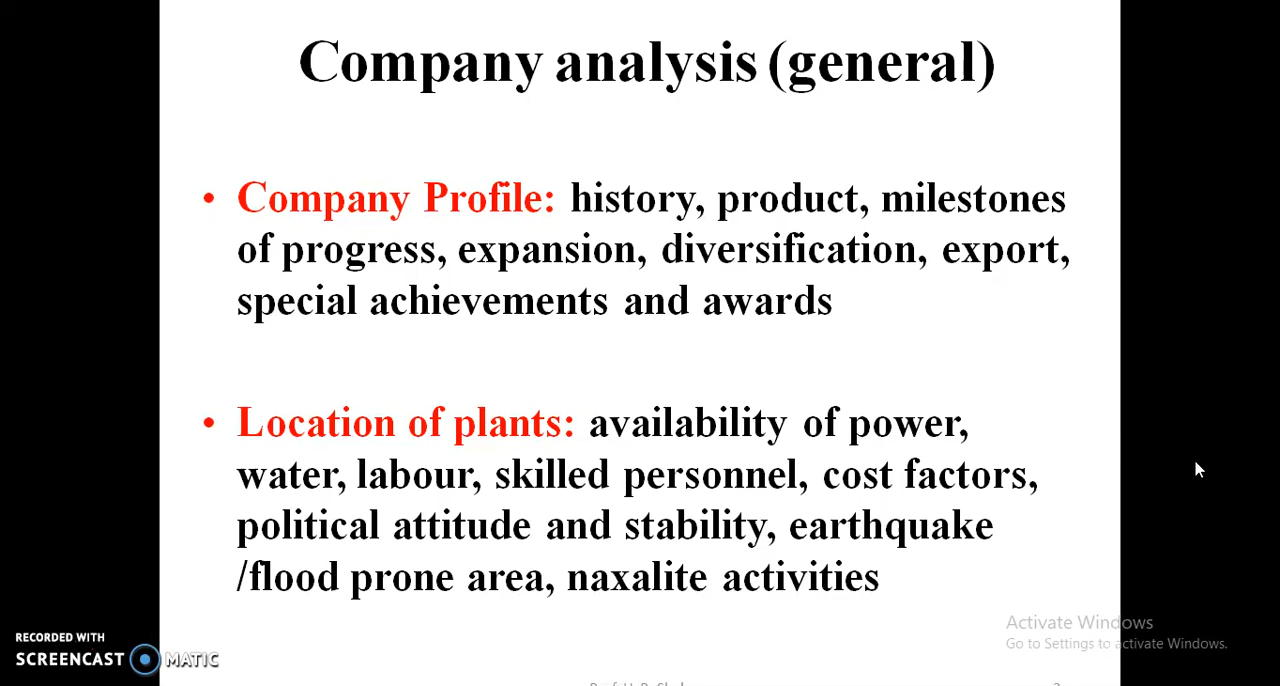 Company analysis (general)
• Company Profile: history, product, milestones
of progress, expansion, diversification, export,
special achievements and awards
• Location of plants: availability of power,
water, labour, skilled personnel, cost factors,
political attitude and stability, earthquake
/flood prone area, naxalite activities
Activate Windows
Go to Settings to activate Windows.
RECORDED WITH
SCREENCAST MATIC